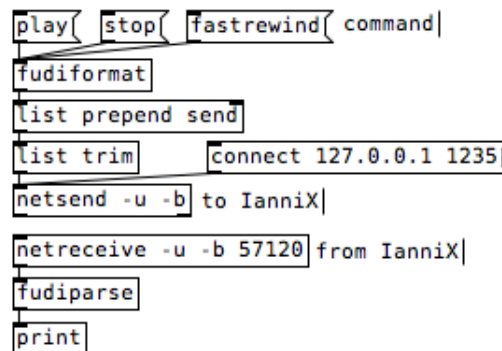 play stop fastrewind command
fudiformat
list prepend send
list trim connect 127.0.0.1 1235
netsend -u -b to IanniX
netreceive -u -b 57120 from IanniX
fudiparse
print